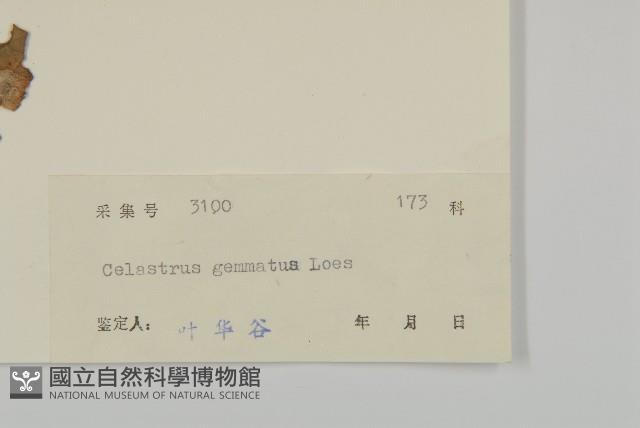 采集号 3190 173 科
Celastrus gemmatus Loes
鉴定人: 叶华谷 年 月 日
國立自然科學博物館
NATIONAL MUSEUM OF NATURAL SCIENCE